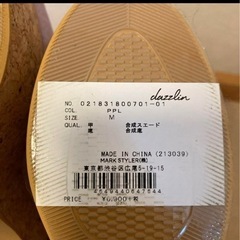 dazzlin
NO. 021831800701-01
COL. PPL
SIZE M
QUAL. 甲 合成スエード
底 合成底
MADE IN CHINA (213039)
MARK STYLER(株)
東京都渋谷区広尾5-19-15
PRICE ¥6,900+税